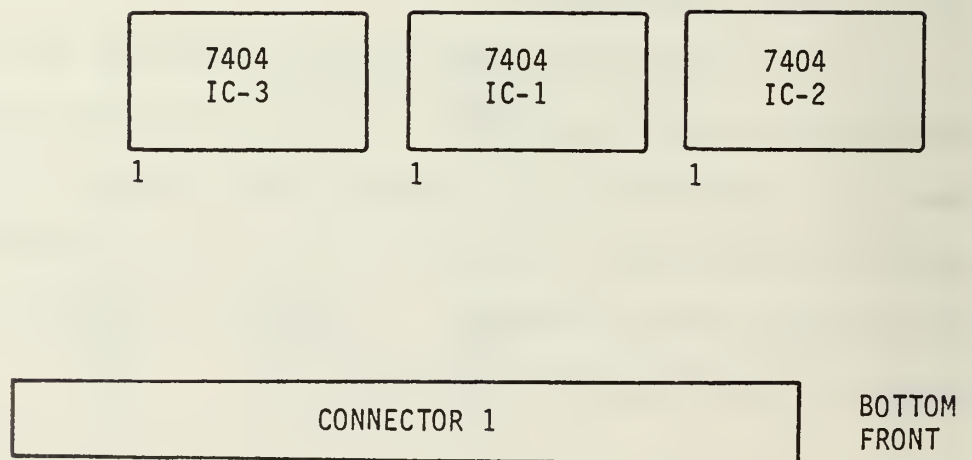 7404
IC-3
7404
IC-1
7404
IC-2
1
1
1
CONNECTOR 1
BOTTOM
FRONT